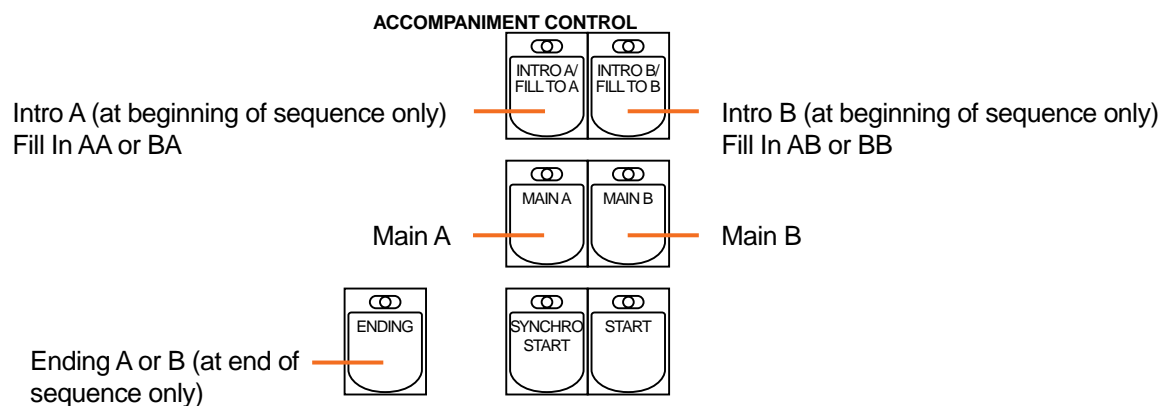 ACCOMPANIMENT CONTROL
INTRO A/
FILL TO A
INTRO B/
FILL TO B
Intro A (at beginning of sequence only)
Fill In AA or BA
Intro B (at beginning of sequence only)
Fill In AB or BB
MAIN A
MAIN B
Main A
Main B
ENDING
SYNCHRO
START
START
Ending A or B (at end of
sequence only)